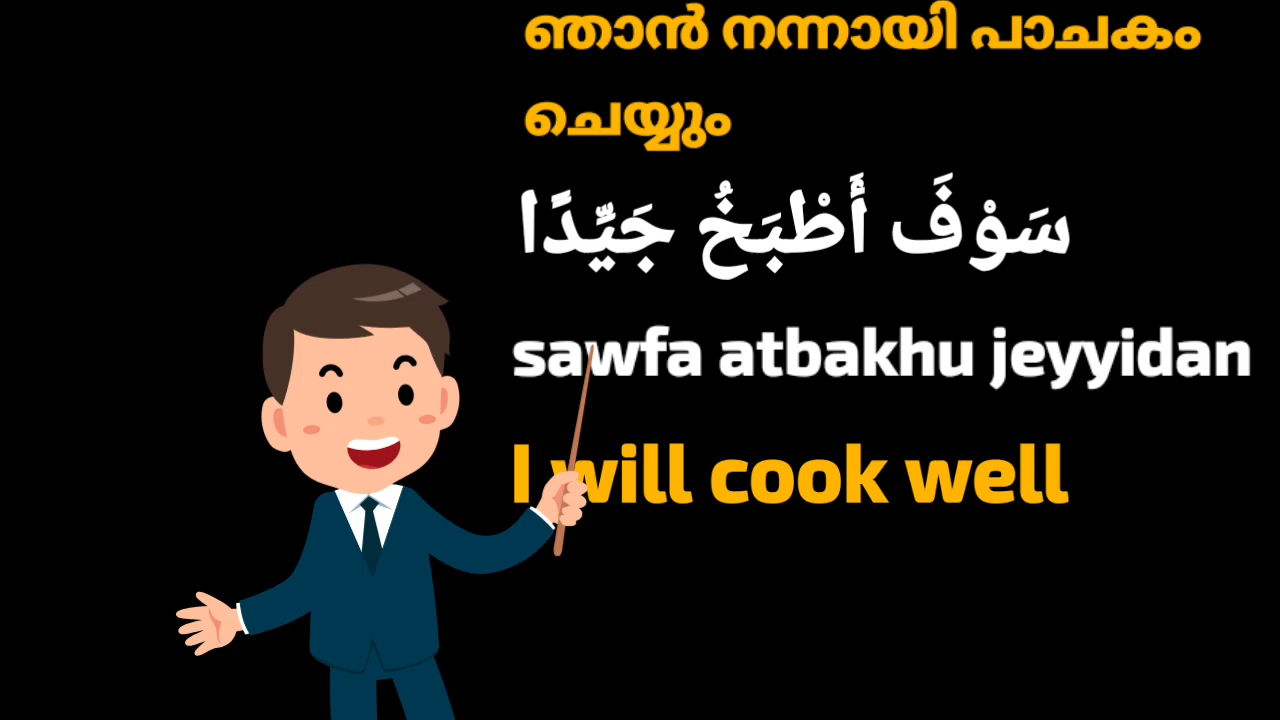 ഞാൻ നന്നായി പാചകം
ചെയ്യും
سَوْفَ أَطْبَخُ جَيِّدًا
sawfa atbakhu jeyyidan
I will cook well